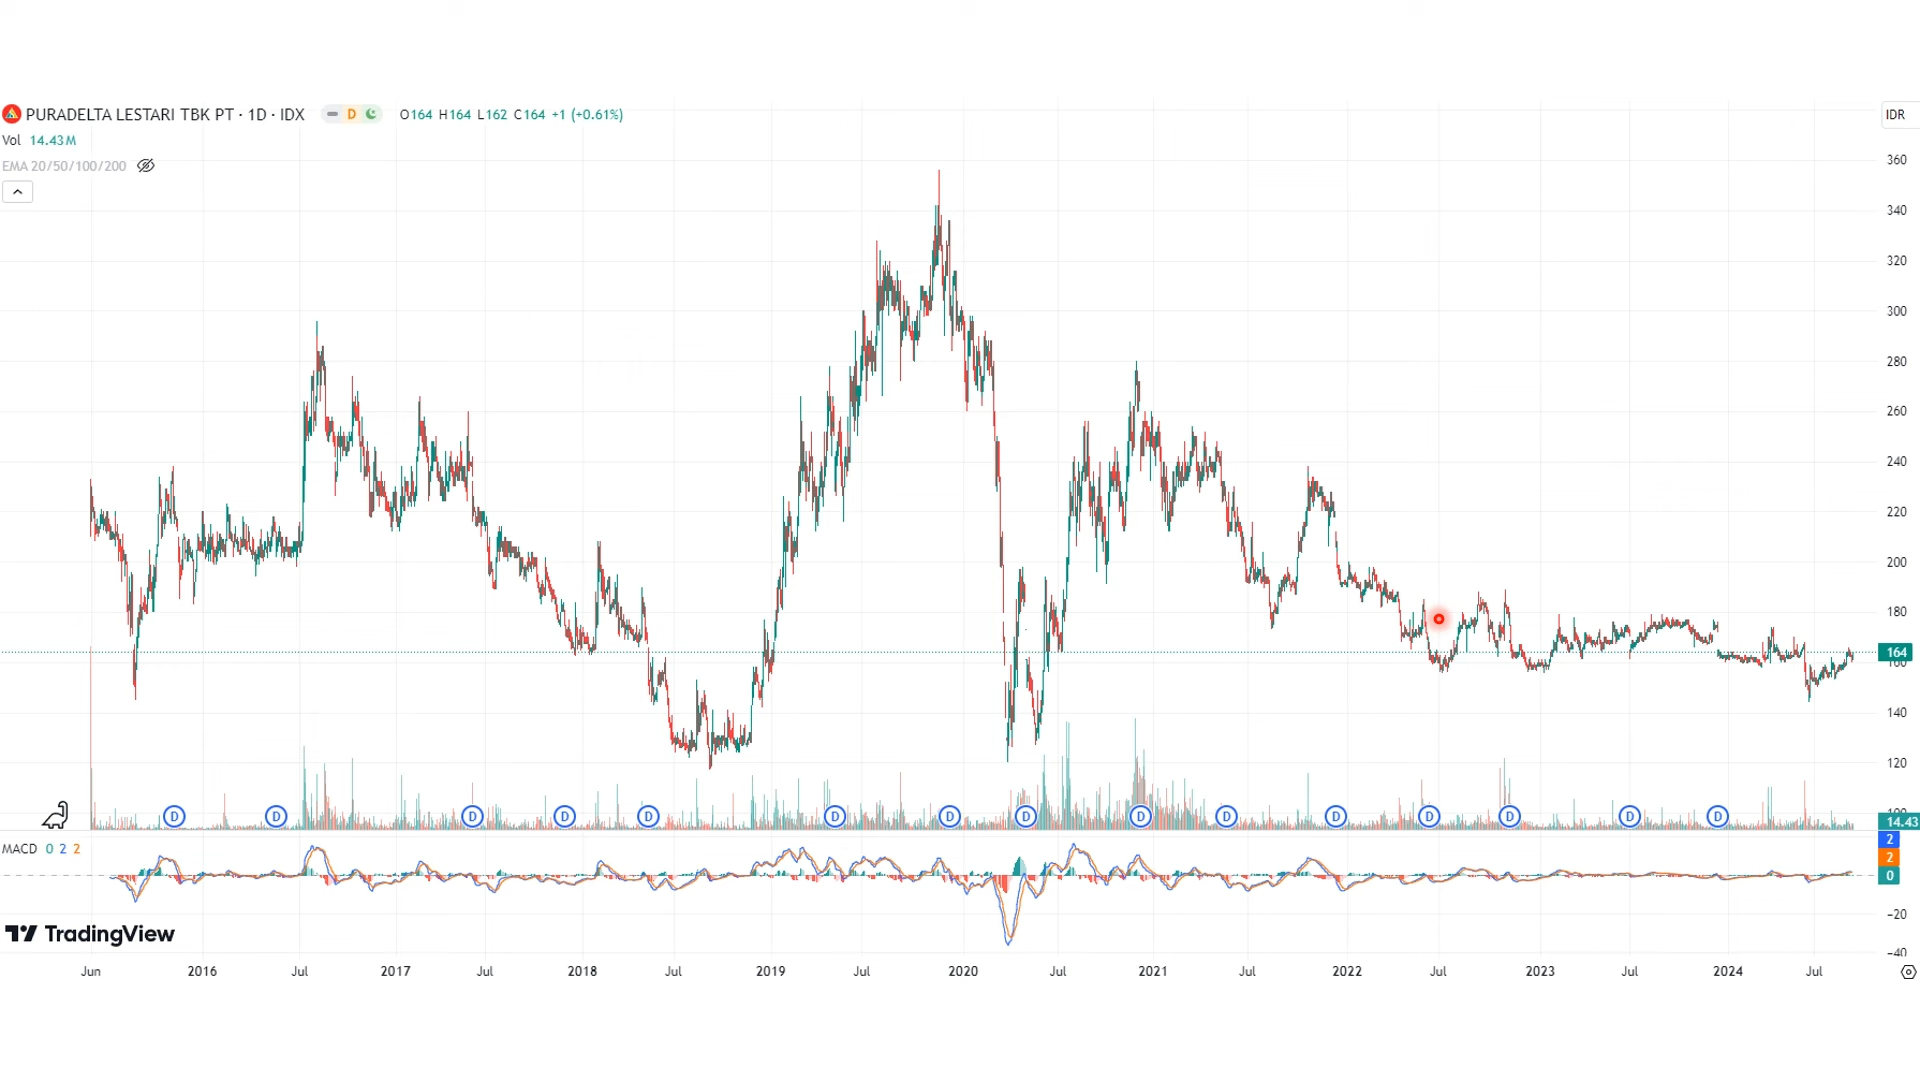 PURADELTA LESTARI TBK PT · 1D · IDX D O164 H164 L162 C164 +1 (+0.61%)
IDR
Vol 14.43M
EMA 20/50/100/200
360
340
320
300
280
260
240
220
200
180
164
160
140
120
100
14.43
D D D D D D D D D D D D D D D D
MACD 0 2 2
2
2
0
-20
-40
TradingView
Jun 2016 Jul 2017 Jul 2018 Jul 2019 Jul 2020 Jul 2021 Jul 2022 Jul 2023 Jul 2024 Jul